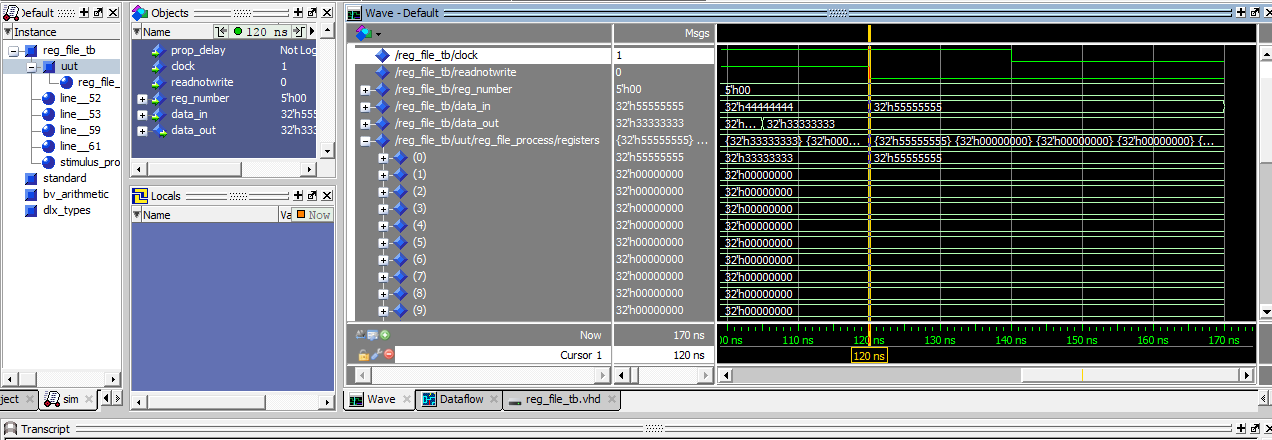 Default
Objects
Wave - Default
Instance
Name
120 ns
Msgs
reg_file_tb
uut
reg_file_
line__52
line__53
line__59
line__61
stimulus_pro
standard
bv_arithmetic
dlx_types
prop_delay Not Log
clock 1
readnotwrite 0
reg_number 5'h00
data_in 32'h555
data_out 32'h333
Locals
Name Va Now
/reg_file_tb/clock 1
/reg_file_tb/readnotwrite 0
/reg_file_tb/reg_number 5'h00 5'h00
/reg_file_tb/data_in 32'h55555555 32'h44444444 32'h55555555
/reg_file_tb/data_out 32'h33333333 32'h... 32'h33333333
/reg_file_tb/uut/reg_file_process/registers {32'h55555555} ... {32'h33333333} {32'h000... {32'h55555555} {32'h00000000} {32'h00000000} {32'h00000000} {...
(0) 32'h55555555 32'h33333333 32'h55555555
(1) 32'h00000000 32'h00000000
(2) 32'h00000000 32'h00000000
(3) 32'h00000000 32'h00000000
(4) 32'h00000000 32'h00000000
(5) 32'h00000000 32'h00000000
(6) 32'h00000000 32'h00000000
(7) 32'h00000000 32'h00000000
(8) 32'h00000000 32'h00000000
(9) 32'h00000000 32'h00000000
Now 170 ns 00 ns 110 ns 120 ns 130 ns 140 ns 150 ns 160 ns 170 ns
Cursor 1 120 ns 120 ns
ject sim
Wave Dataflow reg_file_tb.vhd
Transcript